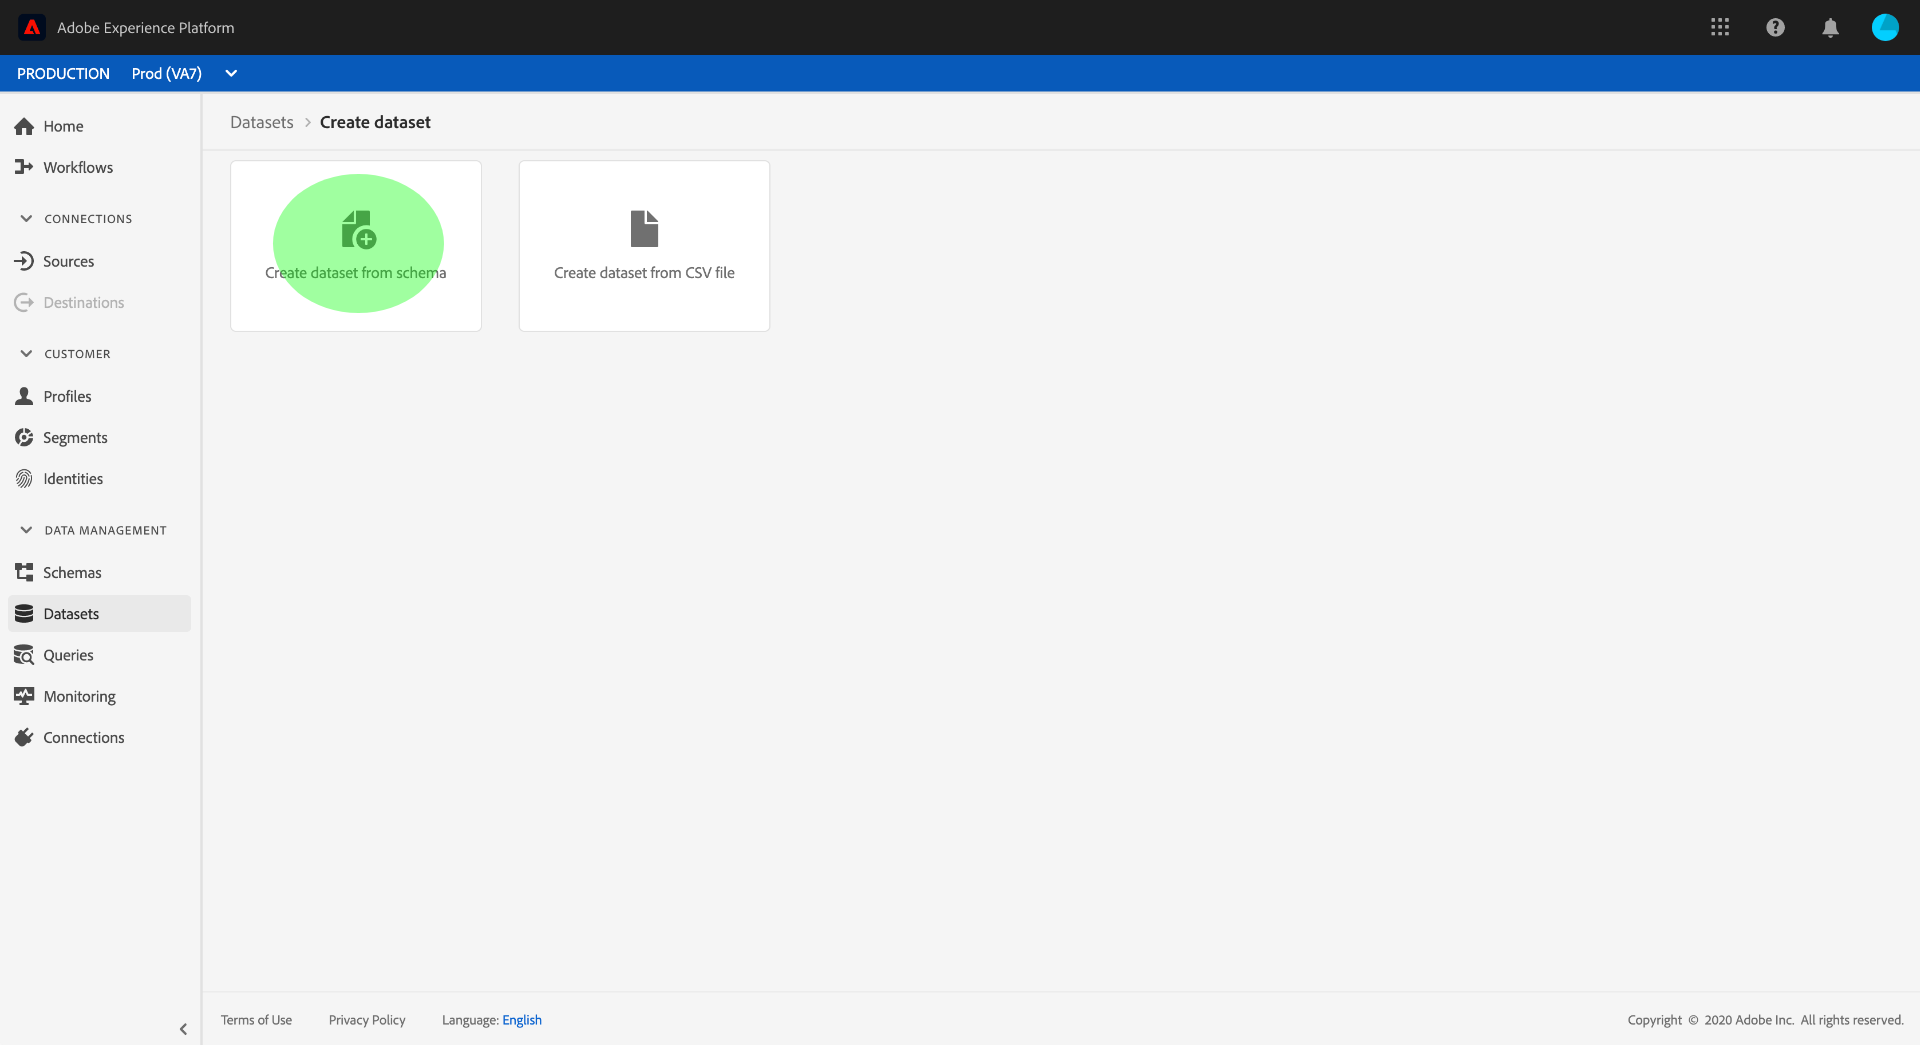 Adobe Experience Platform
PRODUCTION Prod (VA7)
Home
Workflows
CONNECTIONS
Sources
Destinations
CUSTOMER
Profiles
Segments
Identities
DATA MANAGEMENT
Schemas
Datasets
Queries
Monitoring
Connections
Datasets > Create dataset
Create dataset from schema
Create dataset from CSV file
Terms of Use Privacy Policy Language: English
Copyright © 2020 Adobe Inc. All rights reserved.